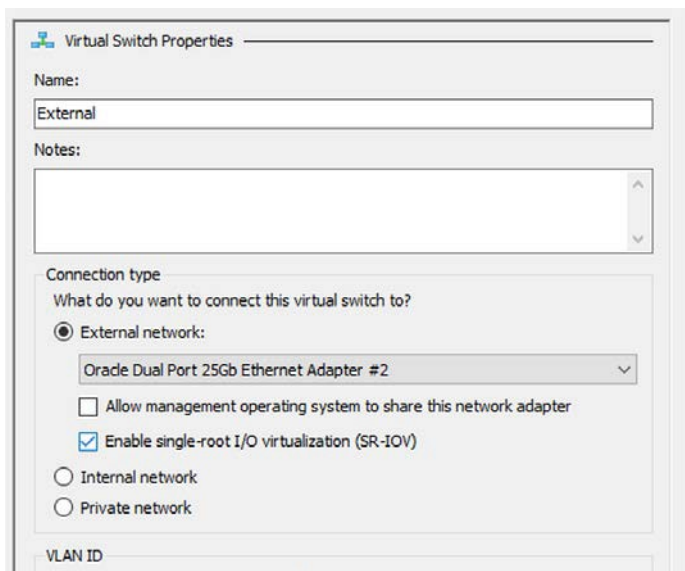 Virtual Switch Properties
Name:
External
Notes:
Connection type
What do you want to connect this virtual switch to?
External network:
Oracle Dual Port 25Gb Ethernet Adapter #2
Allow management operating system to share this network adapter
Enable single-root I/O virtualization (SR-IOV)
Internal network
Private network
VLAN ID